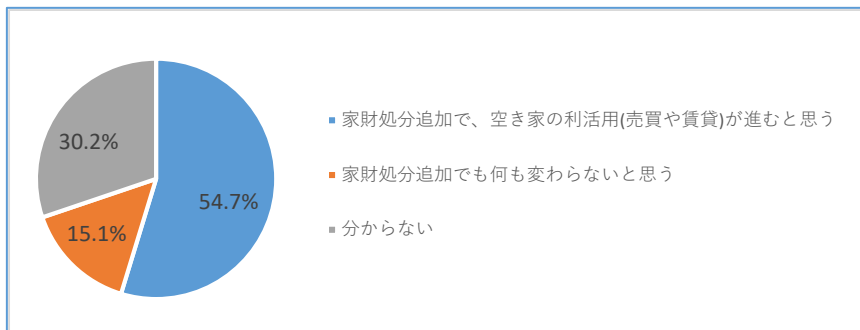 30.2%
54.7%
15.1%
家財処分追加で、空き家の利活用(売買や賃貸)が進むと思う
家財処分追加でも何も変わらないと思う
分からない